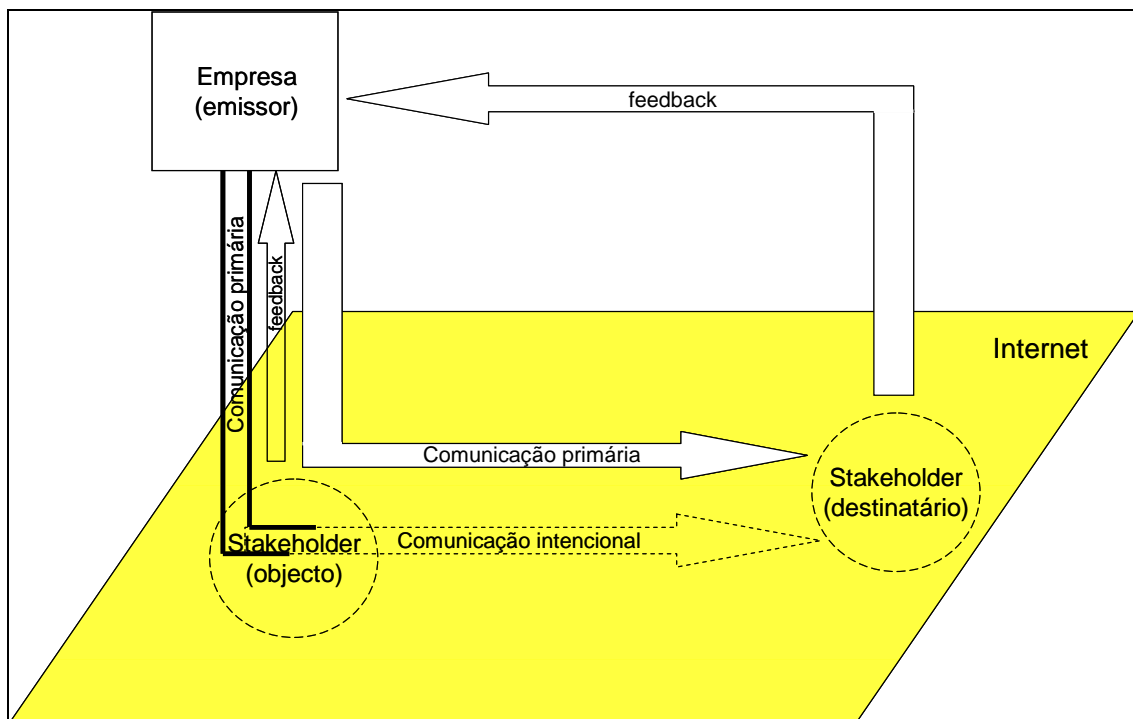 Empresa
(emissor)
feedback
Comunicação primária
feedback
Internet
Comunicação primária
Stakeholder
(destinatário)
Stakeholder
(objecto)
Comunicação intencional